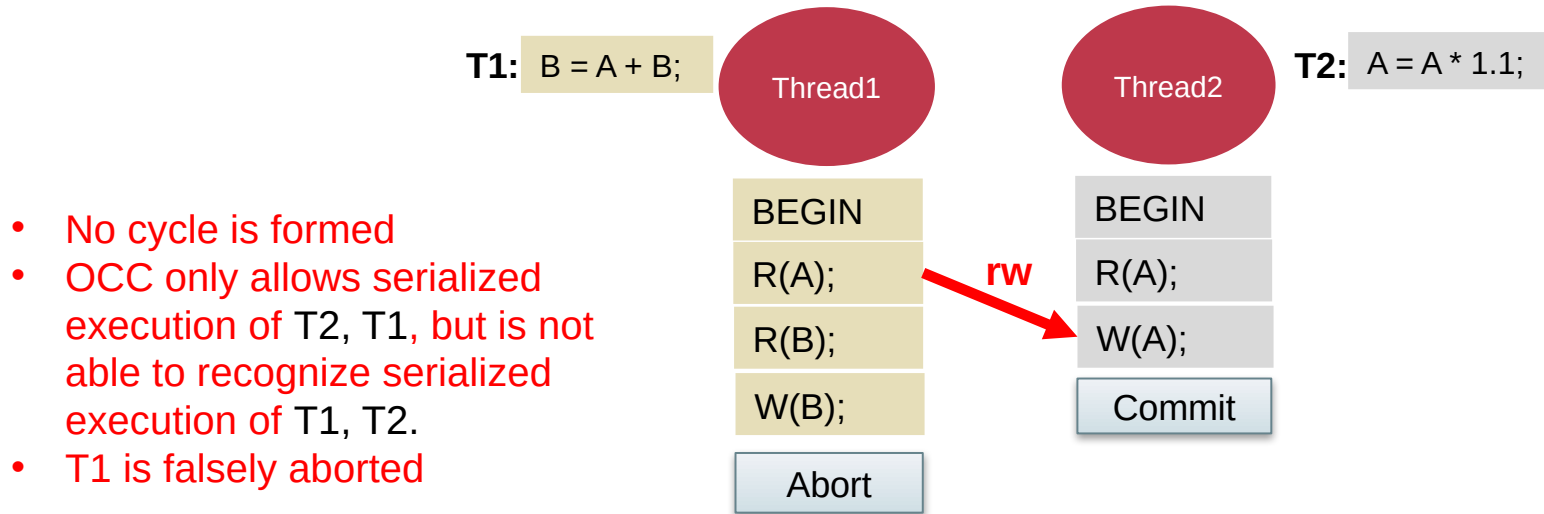 T1: B = A + B;
Thread1
Thread2
T2: A = A * 1.1;
• No cycle is formed
• OCC only allows serialized
execution of T2, T1, but is not
able to recognize serialized
execution of T1, T2.
• T1 is falsely aborted
BEGIN
R(A);
R(B);
W(B);
Abort
rw
BEGIN
R(A);
W(A);
Commit